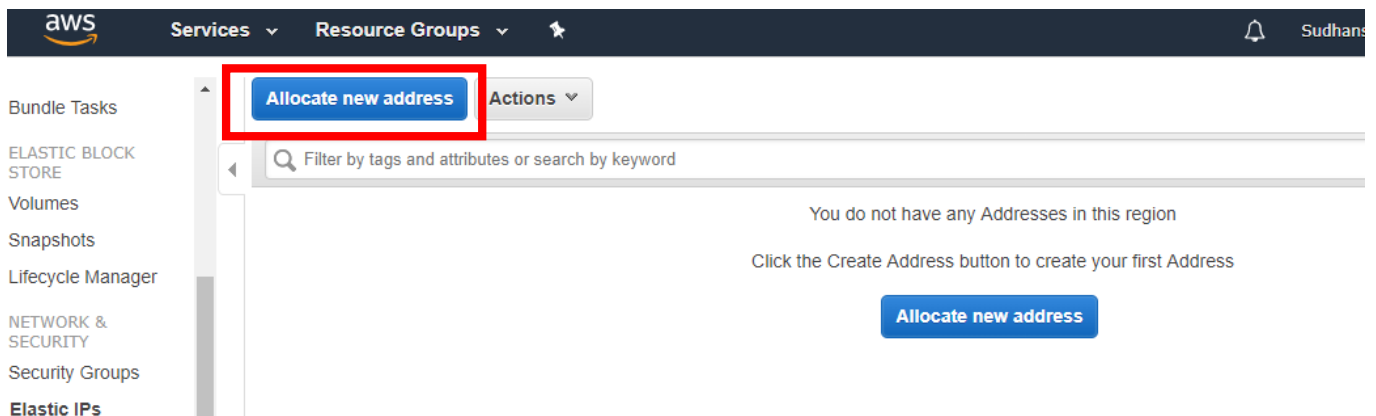 aws Services Resource Groups Sudhans
Allocate new address Actions
Filter by tags and attributes or search by keyword
Bundle Tasks
ELASTIC BLOCK
STORE
Volumes
Snapshots
Lifecycle Manager
NETWORK &
SECURITY
Security Groups
Elastic IPs
You do not have any Addresses in this region
Click the Create Address button to create your first Address
Allocate new address